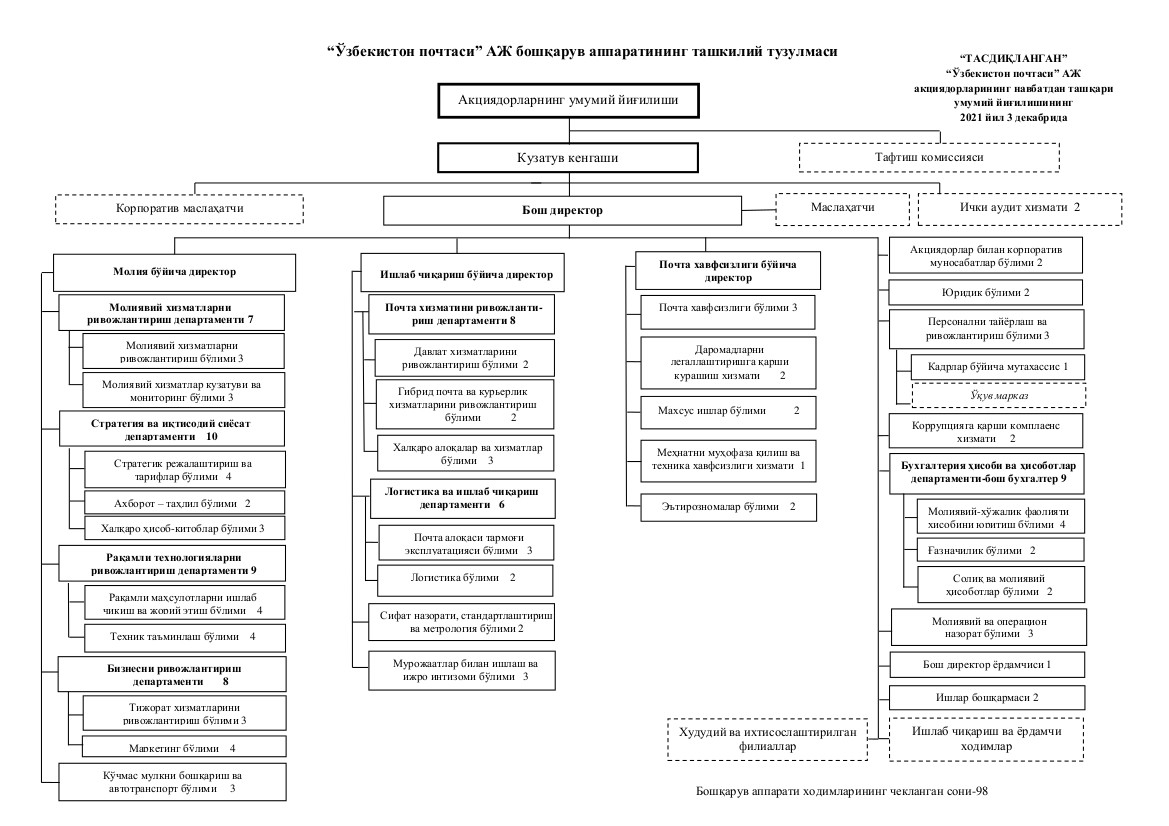 “Ўзбекистон почтаси” АЖ бошқарув аппаратининг ташкилий тузулмаси
“ТАСДИҚЛАНГАН”
“Ўзбекистон почтаси” АЖ
акциядорларининг навбатдан ташқари
умумий йиғилишининг
2021 йил 3 декабрида
Акциядорларнинг умумий йиғилиши
Кузатув кенгаши
Тафтиш комиссияси
Корпоратив маслаҳатчи
Бош директор
Маслаҳатчи
Ички аудит хизмати 2
Молия бўйича директор
Молиявий хизматларни
ривожлантириш департаменти 7
Молиявий хизматларни
ривожлантириш бўлими 3
Молиявий хизматлар кузатуви ва
мониторинг бўлими 3
Стратегия ва иқтисодий сиёсат
департаменти 10
Стратегик режалаштириш ва
тарифлар бўлими 4
Ахборот – таҳлил бўлими 2
Халқаро ҳисоб-китоблар бўлими 3
Рақамли технологияларни
ривожлантириш департаменти 9
Рақамли маҳсулотларни ишлаб
чикиш ва жорий этиш бўлими 4
Техник таъминлаш бўлими 4
Бизнесни ривожлантириш
департаменти 8
Тижорат хизматларини
ривожлантириш бўлими 3
Маркетинг бўлими 4
Кўчмас мулкни бошқариш ва
автотранспорт бўлими 3
Ишлаб чиқариш бўйича директор
Почта хизматини ривожланти-
риш департаменти 8
Давлат хизматларини
ривожлантириш бўлими 2
Гибрид почта ва курьерлик
хизматларини ривожлантириш
бўлими 2
Халқаро алоқалар ва хизматлар
бўлими 3
Логистика ва ишлаб чиқариш
департаменти 6
Почта алоқаси тармоғи
эксплуатацияси бўлими 3
Логистика бўлими 2
Сифат назорати, стандартлаштириш
ва метрология бўлими 2
Мурожаатлар билан ишлаш ва
ижро интизоми бўлими 3
Почта хавфсизлиги бўйича
директор
Почта хавфсизлиги бўлими 3
Даромадларни
легаллаштиришга қарши
курашиш хизмати 2
Махсус ишлар бўлими 2
Меҳнатни муҳофаза қилиш ва
техника хавфсизлиги хизмати 1
Эътирозномалар бўлими 2
Акциядорлар билан корпоратив
муносабатлар бўлими 2
Юридик бўлими 2
Персонални тайёрлаш ва
ривожлантириш бўлими 3
Кадрлар бўйича мутахассис 1
Ўқув марказ
Коррупцияга қарши комплаенс
хизмати 2
Бухгалтерия ҳисоби ва ҳисоботлар
департаменти-бош бухгалтер 9
Молиявий-хўжалик фаолияти
ҳисобини юритиш бўлими 4
Ғазначилик бўлими 2
Солиқ ва молиявий
ҳисоботлар бўлими 2
Молиявий ва операцион
назорат бўлими 3
Бош директор ёрдамчиси 1
Ишлар бошқармаси 2
Худудий ва ихтисослаштирилган
филиаллар
Ишлаб чиқариш ва ёрдамчи
ходимлар
Бошқарув аппарати ходимларининг чекланган сони-98